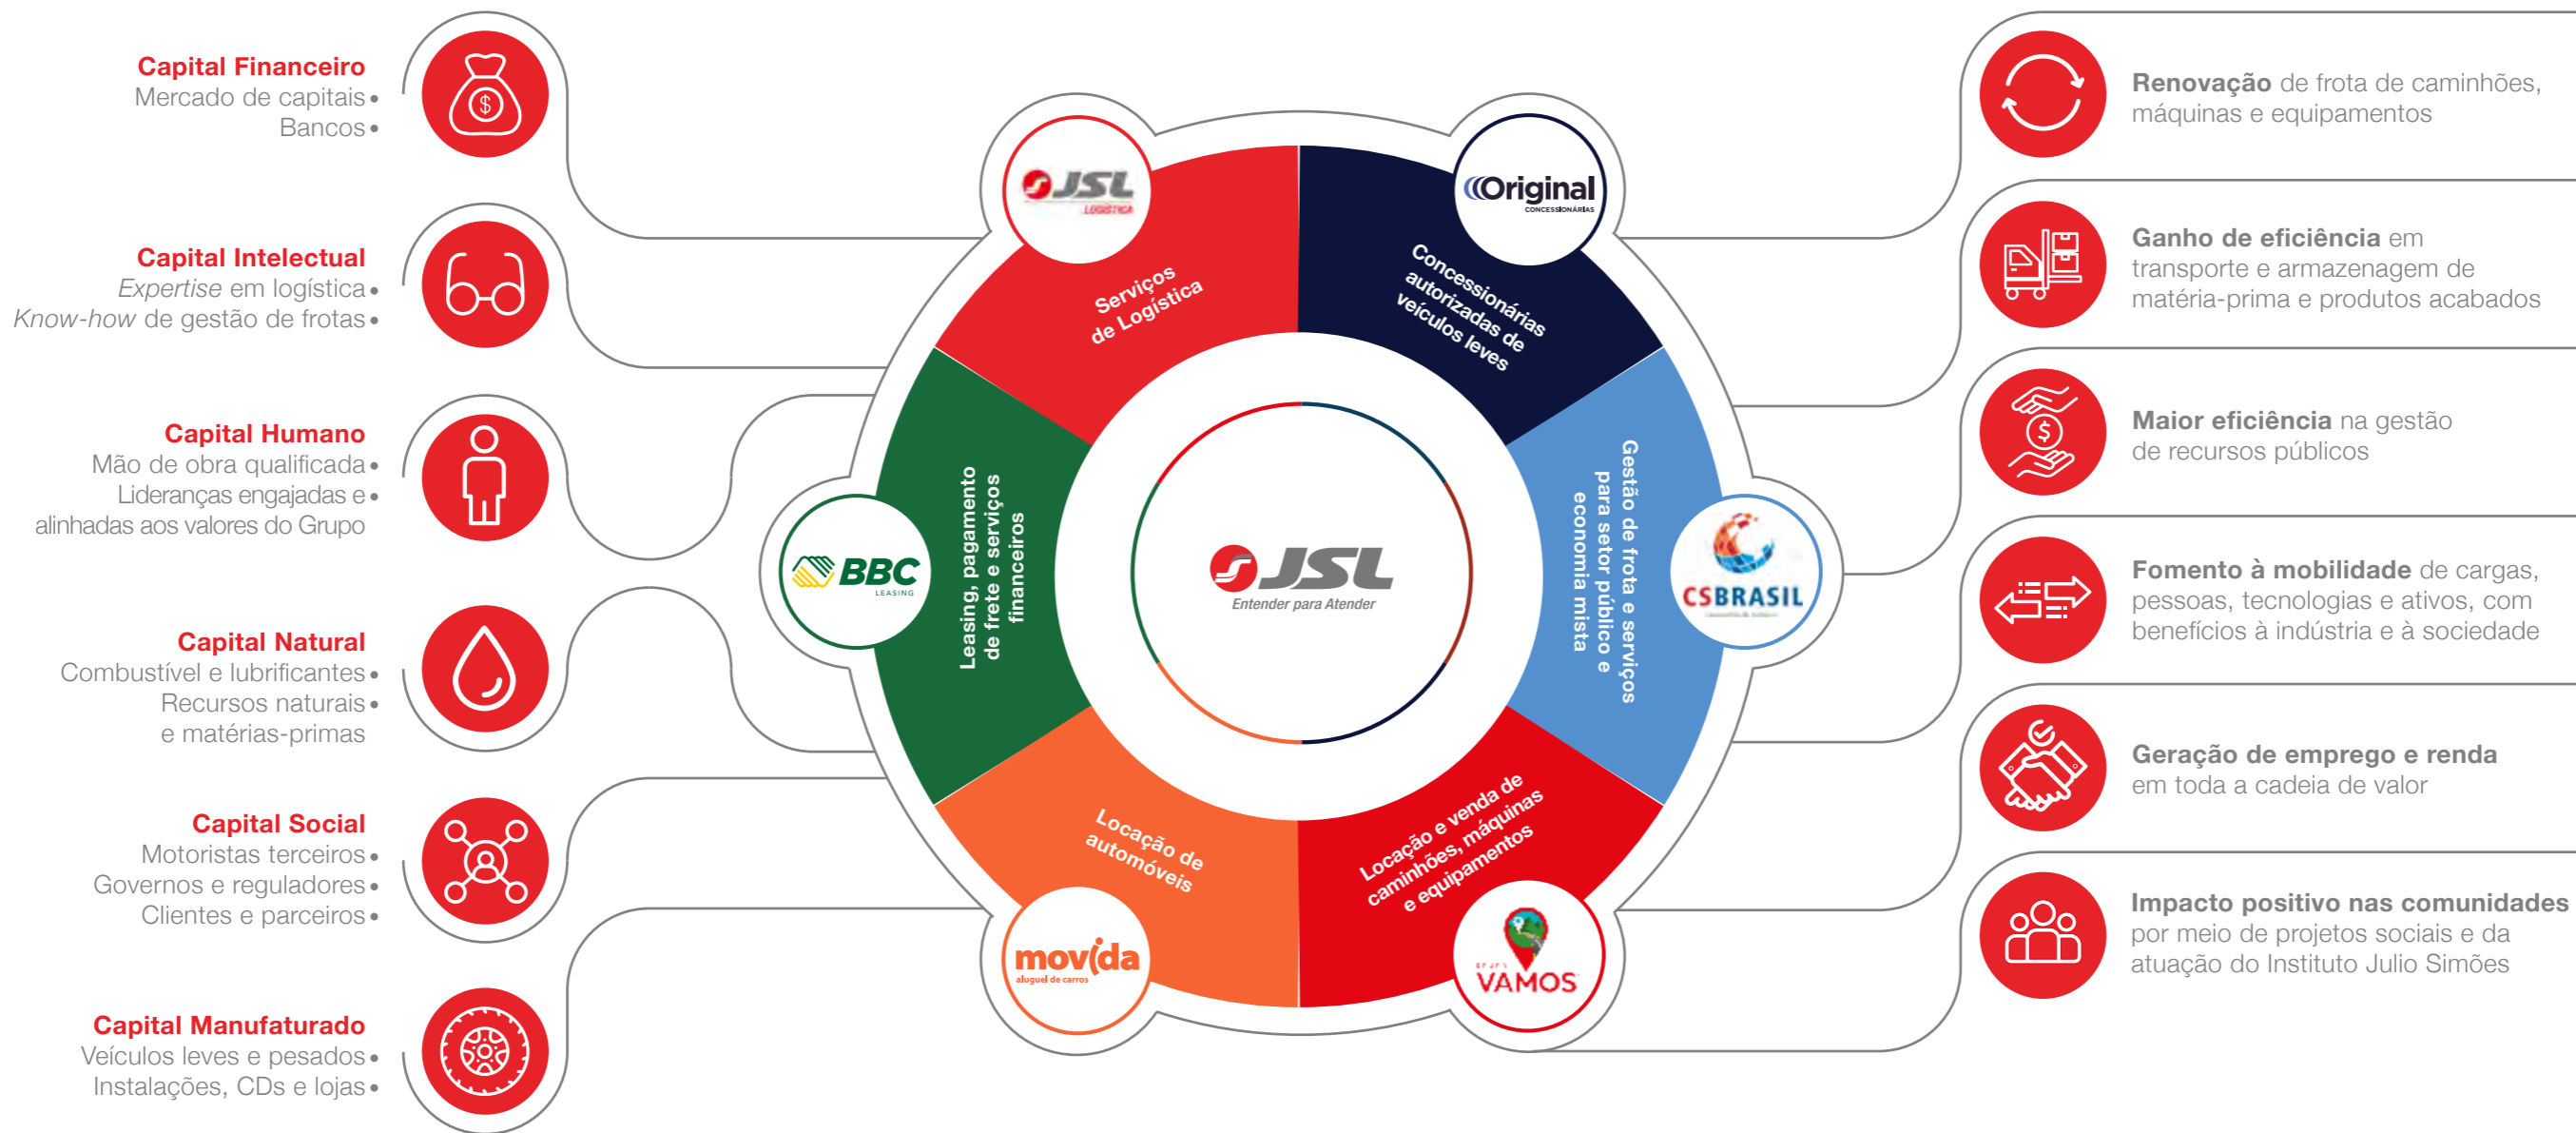 Capital Financeiro
Mercado de capitais •
Bancos •
Capital Intelectual
Expertise em logística •
Know-how de gestão de frotas •
Capital Humano
Mão de obra qualificada •
Lideranças engajadas e •
alinhadas aos valores do Grupo
Capital Natural
Combustível e lubrificantes •
Recursos naturais •
e matérias-primas
Capital Social
Motoristas terceiros •
Governos e reguladores •
Clientes e parceiros •
Capital Manufaturado
Veículos leves e pesados •
Instalações, CDs e lojas •
JSL
LOGÍSTICA
Serviços
de Logística
Original
CONCESSIONÁRIAS
Concessionárias
autorizadas de
veículos leves
BBC
LEASING
Leasing, pagamento
de frete e serviços
financeiros
JSL
Entender para Atender
Gestão de frota e serviços
para setor público e
economia mista
CSBRASIL
Locação de
automóveis
movida
aluguel de carros
Locação e venda de
caminhões, máquinas
e equipamentos
VAMOS
Renovação de frota de caminhões,
máquinas e equipamentos
Ganho de eficiência em
transporte e armazenagem de
matéria-prima e produtos acabados
Maior eficiência na gestão
de recursos públicos
Fomento à mobilidade de cargas,
pessoas, tecnologias e ativos, com
benefícios à indústria e à sociedade
Geração de emprego e renda
em toda a cadeia de valor
Impacto positivo nas comunidades
por meio de projetos sociais e da
atuação do Instituto Julio Simões